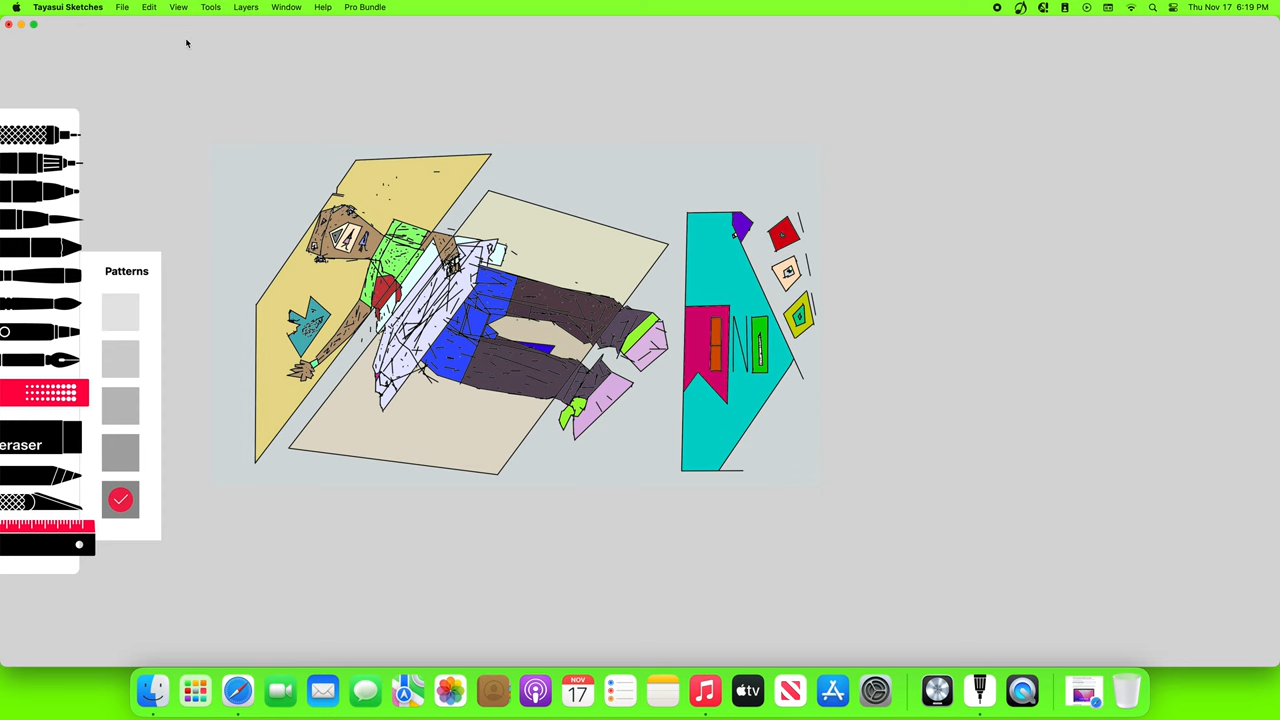 Tayasui Sketches File Edit View Tools Layers Window Help Pro Bundle Thu Nov 17 6:19 PM
Patterns
eraser
NOV
17
tv